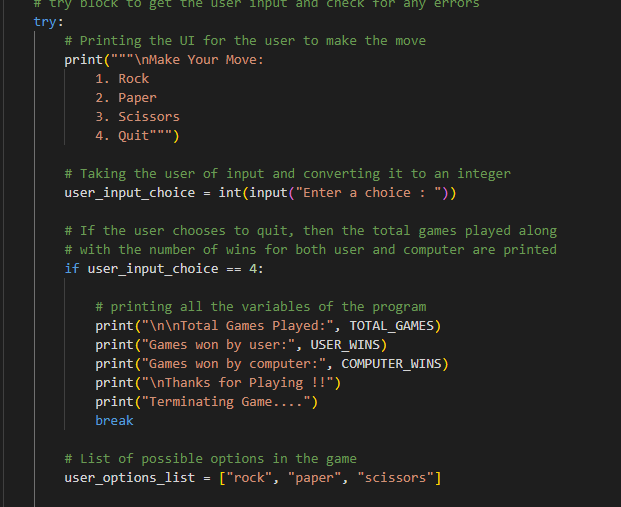 # try block to get the user input and check for any errors
try:
# Printing the UI for the user to make the move
print("""\nMake Your Move:
1. Rock
2. Paper
3. Scissors
4. Quit""")
# Taking the user of input and converting it to an integer
user_input_choice = int(input("Enter a choice : "))
# If the user chooses to quit, then the total games played along
# with the number of wins for both user and computer are printed
if user_input_choice == 4:
# printing all the variables of the program
print("\n\nTotal Games Played:", TOTAL_GAMES)
print("Games won by user:", USER_WINS)
print("Games won by computer:", COMPUTER_WINS)
print("\nThanks for Playing !!")
print("Terminating Game....")
break
# List of possible options in the game
user_options_list = ["rock", "paper", "scissors"]